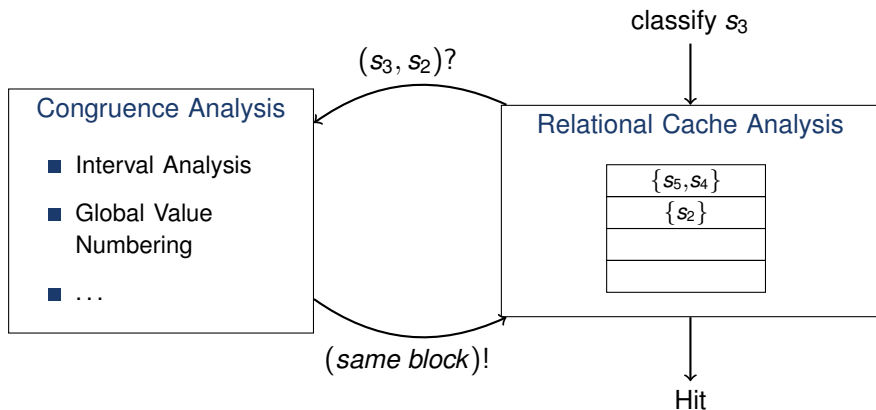 classify s₃
(s₃, s₂)?
Congruence Analysis
Interval Analysis
Global Value
Numbering
...
Relational Cache Analysis
{s₅,s₄}
{s₂}
(same block)!
Hit